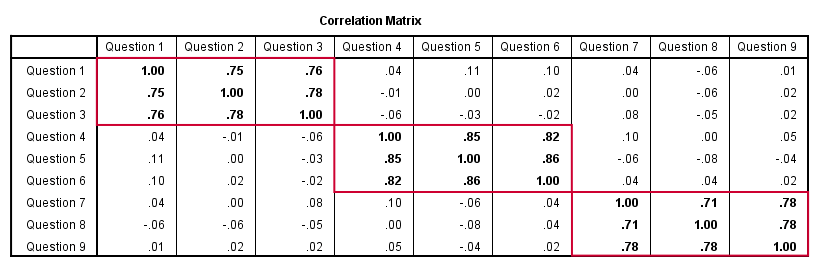 Correlation Matrix
Question 1 Question 2 Question 3 Question 4 Question 5 Question 6 Question 7 Question 8 Question 9
Question 1 1.00 .75 .76 .04 .11 .10 .04 -.06 .01
Question 2 .75 1.00 .78 -.01 .00 .02 .00 -.06 .02
Question 3 .76 .78 1.00 -.06 -.03 -.02 .08 -.05 .02
Question 4 .04 -.01 -.06 1.00 .85 .82 .10 .00 .05
Question 5 .11 .00 -.03 .85 1.00 .86 -.06 -.08 -.04
Question 6 .10 .02 -.02 .82 .86 1.00 .04 .04 .02
Question 7 .04 .00 .08 .10 -.06 .04 1.00 .71 .78
Question 8 -.06 -.06 -.05 .00 -.08 .04 .71 1.00 .78
Question 9 .01 .02 .02 .05 -.04 .02 .78 .78 1.00